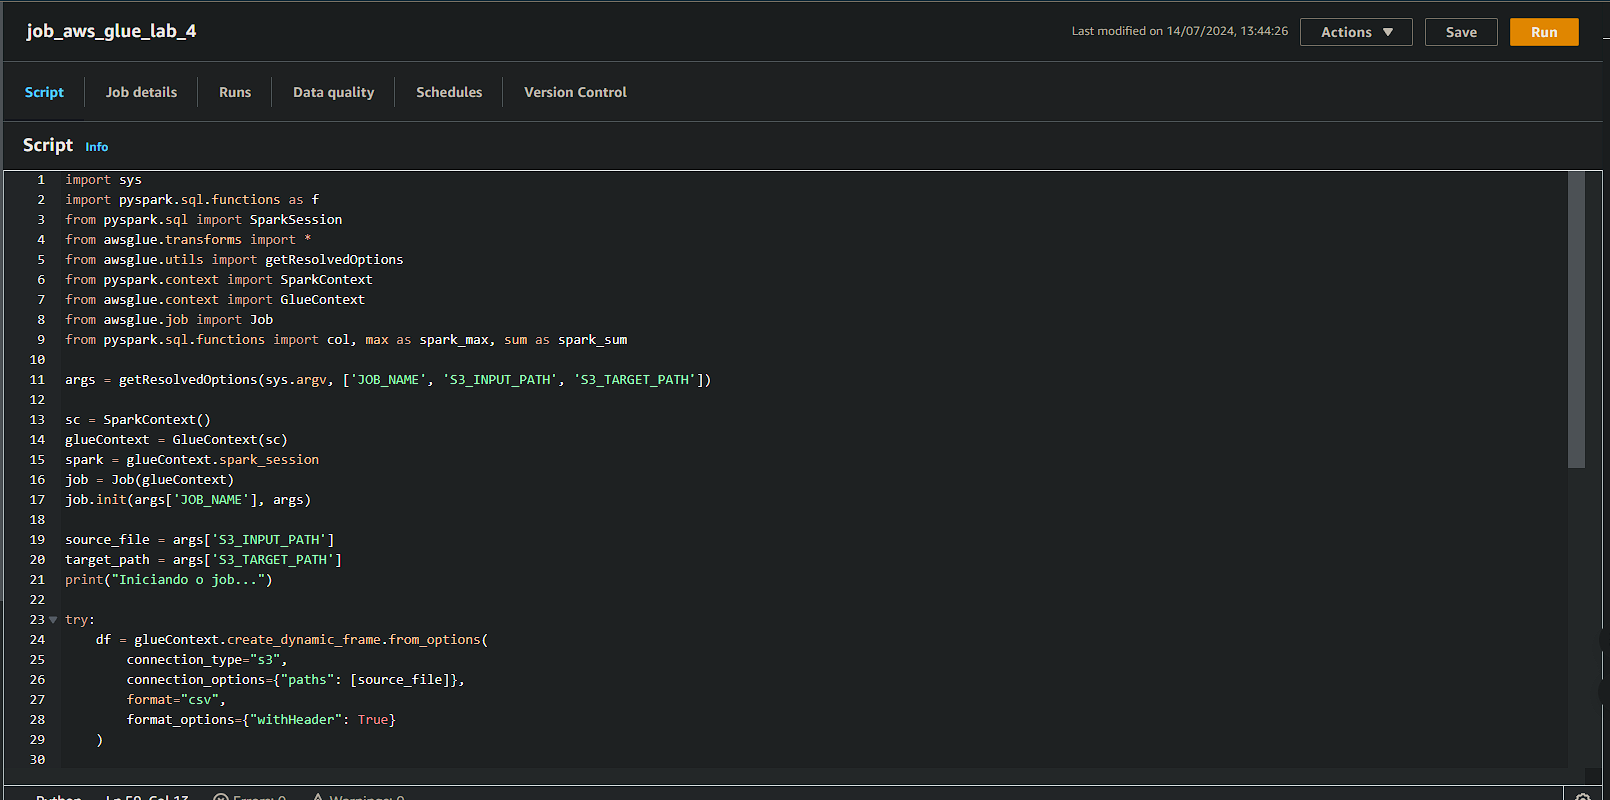 job_aws_glue_lab_4
Last modified on 14/07/2024, 13:44:26
Actions ▼
Save
Run
Script
Job details
Runs
Data quality
Schedules
Version Control
Script Info
1 import sys
2 import pyspark.sql.functions as f
3 from pyspark.sql import SparkSession
4 from awsglue.transforms import *
5 from awsglue.utils import getResolvedOptions
6 from pyspark.context import SparkContext
7 from awsglue.context import GlueContext
8 from awsglue.job import Job
9 from pyspark.sql.functions import col, max as spark_max, sum as spark_sum
10
11 args = getResolvedOptions(sys.argv, ['JOB_NAME', 'S3_INPUT_PATH', 'S3_TARGET_PATH'])
12
13 sc = SparkContext()
14 glueContext = GlueContext(sc)
15 spark = glueContext.spark_session
16 job = Job(glueContext)
17 job.init(args['JOB_NAME'], args)
18
19 source_file = args['S3_INPUT_PATH']
20 target_path = args['S3_TARGET_PATH']
21 print("Iniciando o job...")
22
23 try:
24     df = glueContext.create_dynamic_frame.from_options(
25         connection_type="s3",
26         connection_options={"paths": [source_file]},
27         format="csv",
28         format_options={"withHeader": True}
29     )
30
Python Ln 59, Col 13 Errors: 0 Warnings: 0